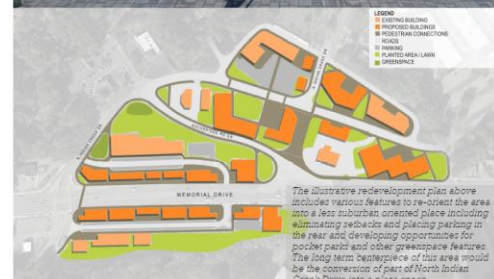 LEGEND
EXISTING BUILDING
PROPOSED BUILDINGS
PEDESTRIAN CONNECTIONS
ROADS
PARKING
PLANTED AREA / LAWN
GREENSPACE
N INDIAN CREEK DR
MEMORIAL DRIVE
The illustrative redevelopment plan above
includes various features to re-orient the area
into a less suburban oriented place including
eliminating setbacks and placing parking in
the rear and developing opportunities for
pocket parks and other greenspace features.
The long term centerpiece of this area would
be the conversion of part of North Indian